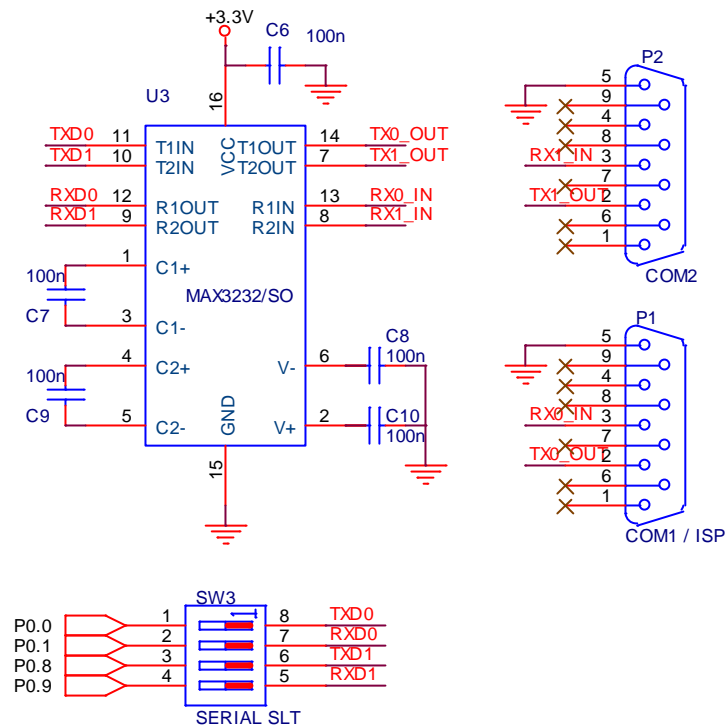 +3.3V
C6
100n
U3
16
VCC
TXD0 11 T1IN T1OUT 14 TX0_OUT
TXD1 10 T2IN T2OUT 7 TX1_OUT
RXD0 12 R1OUT R1IN 13 RX0_IN
RXD1 9 R2OUT R2IN 8 RX1_IN
1 C1+
100n
C7
MAX3232/SO
3 C1-
4 C2+
100n
C9
5 C2-
V- 6
C8
100n
V+ 2
C10
100n
GND
15
P2
5
9
4
8
RX1_IN 3
7
TX1_OUT 2
6
1
COM2
P1
5
9
4
8
RX0_IN 3
7
TX0_OUT 2
6
1
COM1 / ISP
SW3
P0.0 1 8 TXD0
P0.1 2 7 RXD0
P0.8 3 6 TXD1
P0.9 4 5 RXD1
SERIAL SLT